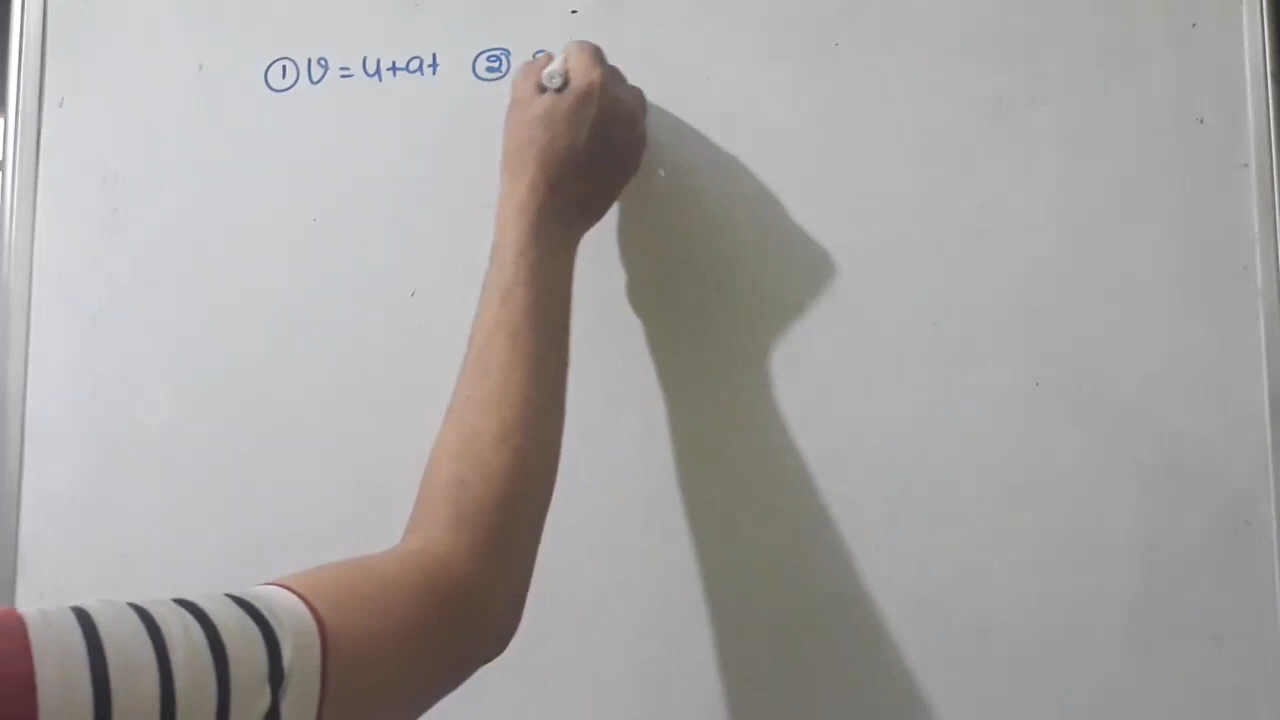 ① v = u+at ②